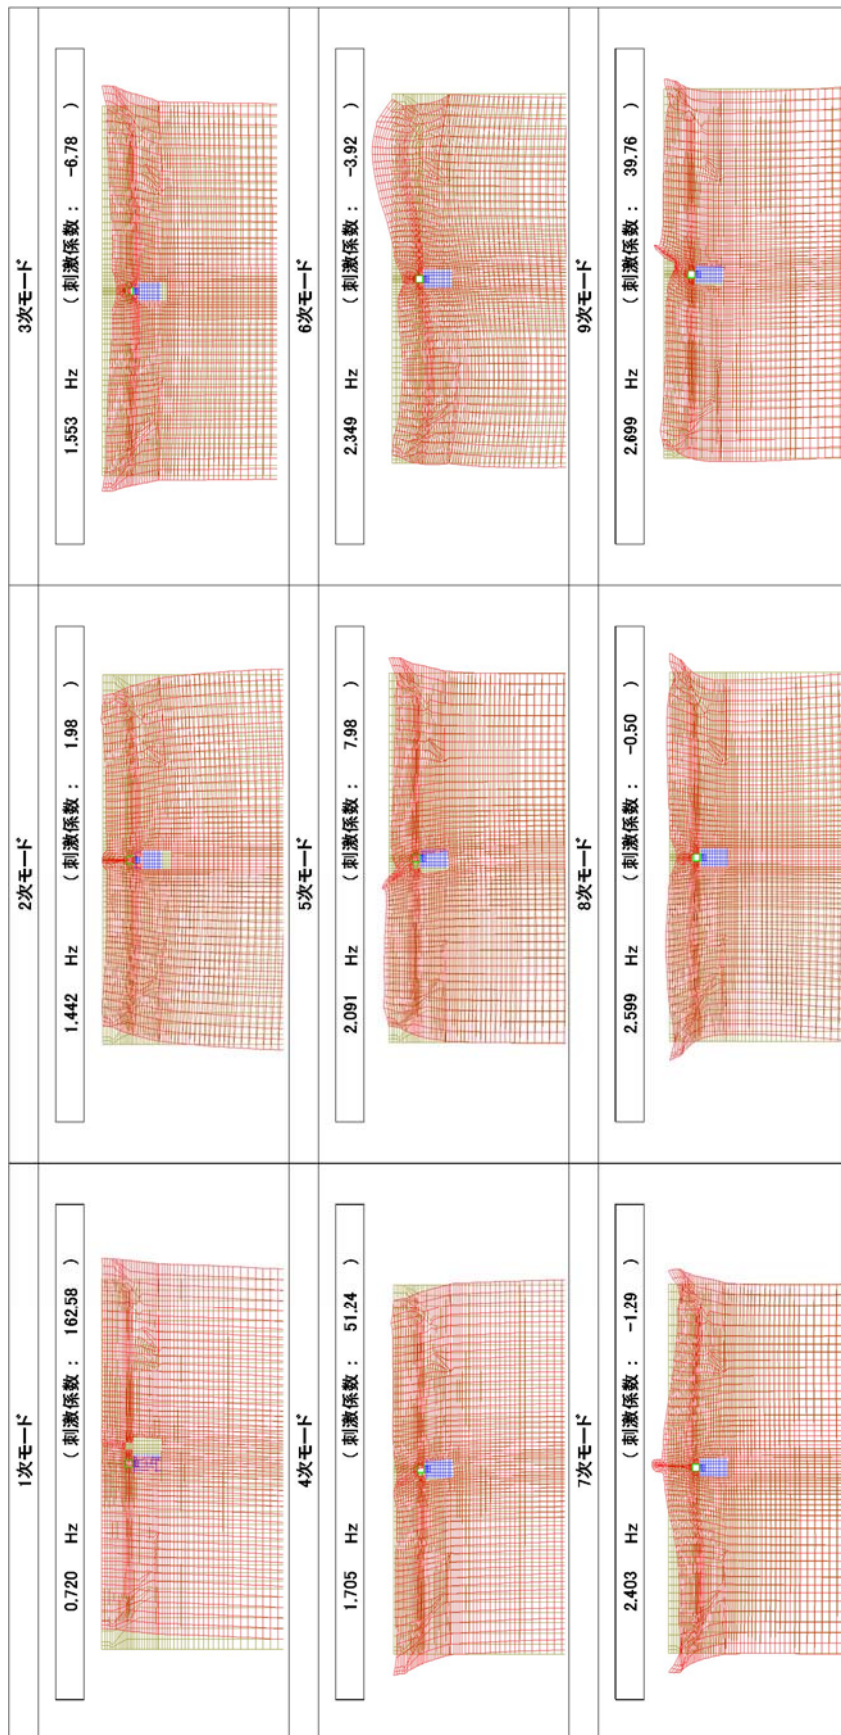 1次モード
0.720 Hz (刺激係数: 162.58 )
2次モード
1.442 Hz (刺激係数: 1.98 )
3次モード
1.553 Hz (刺激係数: -6.78 )
4次モード
1.705 Hz (刺激係数: 51.24 )
5次モード
2.091 Hz (刺激係数: 7.98 )
6次モード
2.349 Hz (刺激係数: -3.92 )
7次モード
2.403 Hz (刺激係数: -1.29 )
8次モード
2.599 Hz (刺激係数: -0.50 )
9次モード
2.699 Hz (刺激係数: 39.76 )